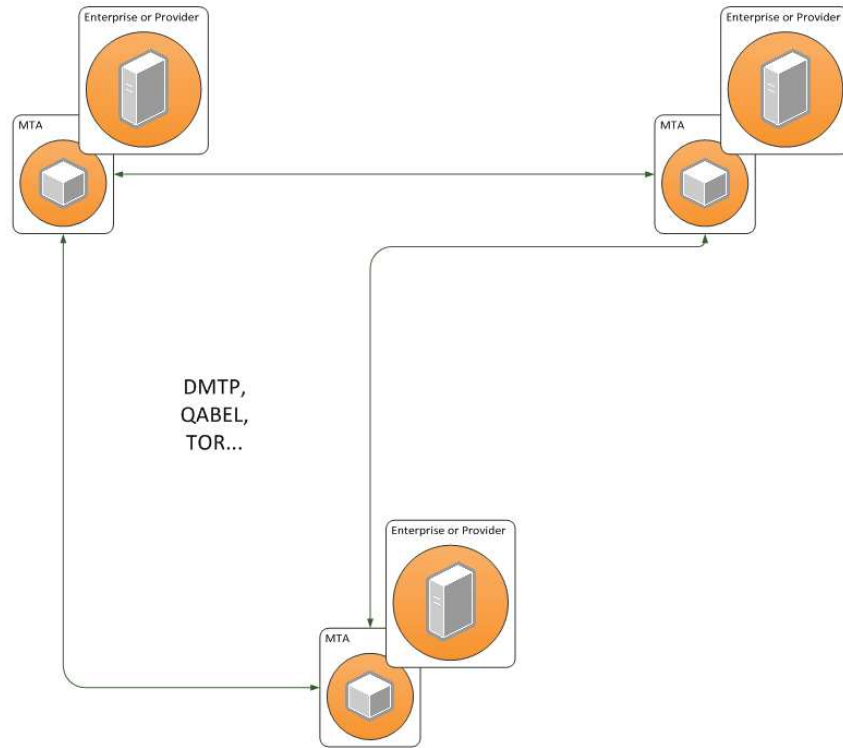 Enterprise or Provider
MTA
Enterprise or Provider
MTA
DMTP,
QABEL,
TOR...
Enterprise or Provider
MTA